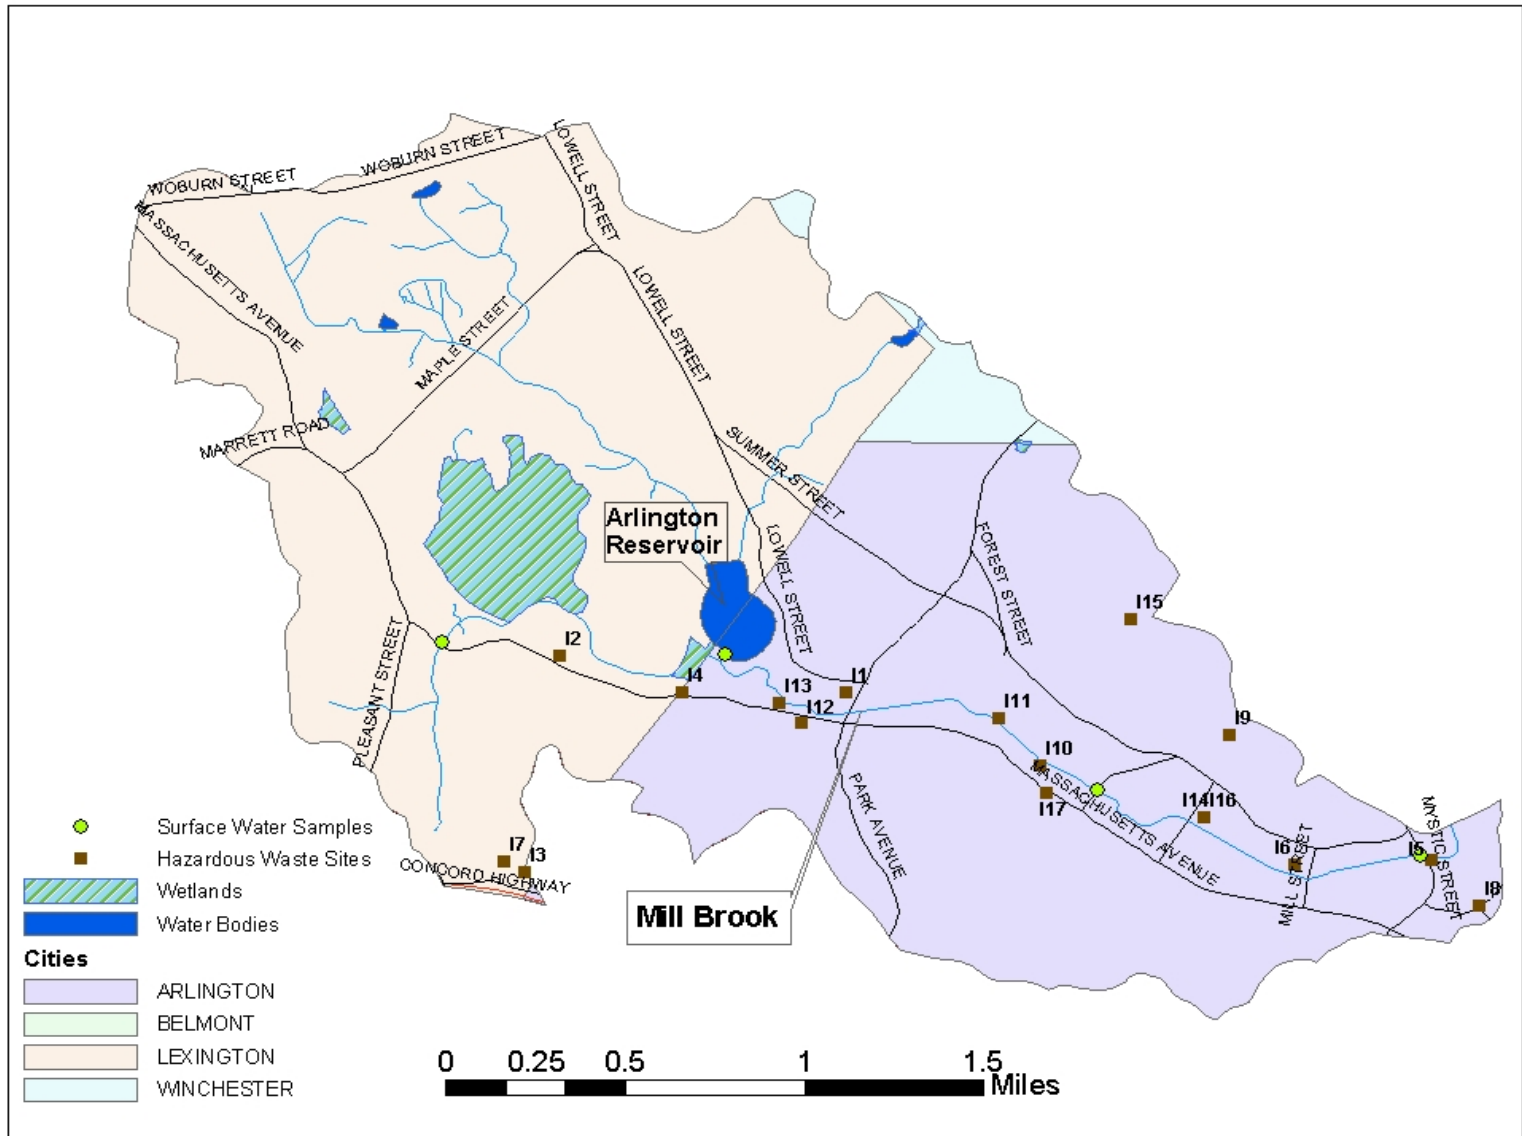 WOBURN STREET
WOBURN STREET
LOWELL STREET
MASSACHUSETTS AVENUE
LOWELL STREET
MAPLE STREET
MARRETT ROAD
SUMMER STREET
Arlington
Reservoir
LOWELL STREET
FOREST STREET
I15
PLEASANT STREET
I2
I4
I13
I1
I12
I11
I9
I10
MASSACHUSETTS AVENUE
I17
I14I16
PARK AVENUE
MYSTIC STREET
I6
I5
MILL STREET
I8
I7
I3
CONCORD HIGHWAY
Mill Brook
Surface Water Samples
Hazardous Waste Sites
Wetlands
Water Bodies
Cities
ARLINGTON
BELMONT
LEXINGTON
WINCHESTER
0 0.25 0.5 1 1.5
Miles